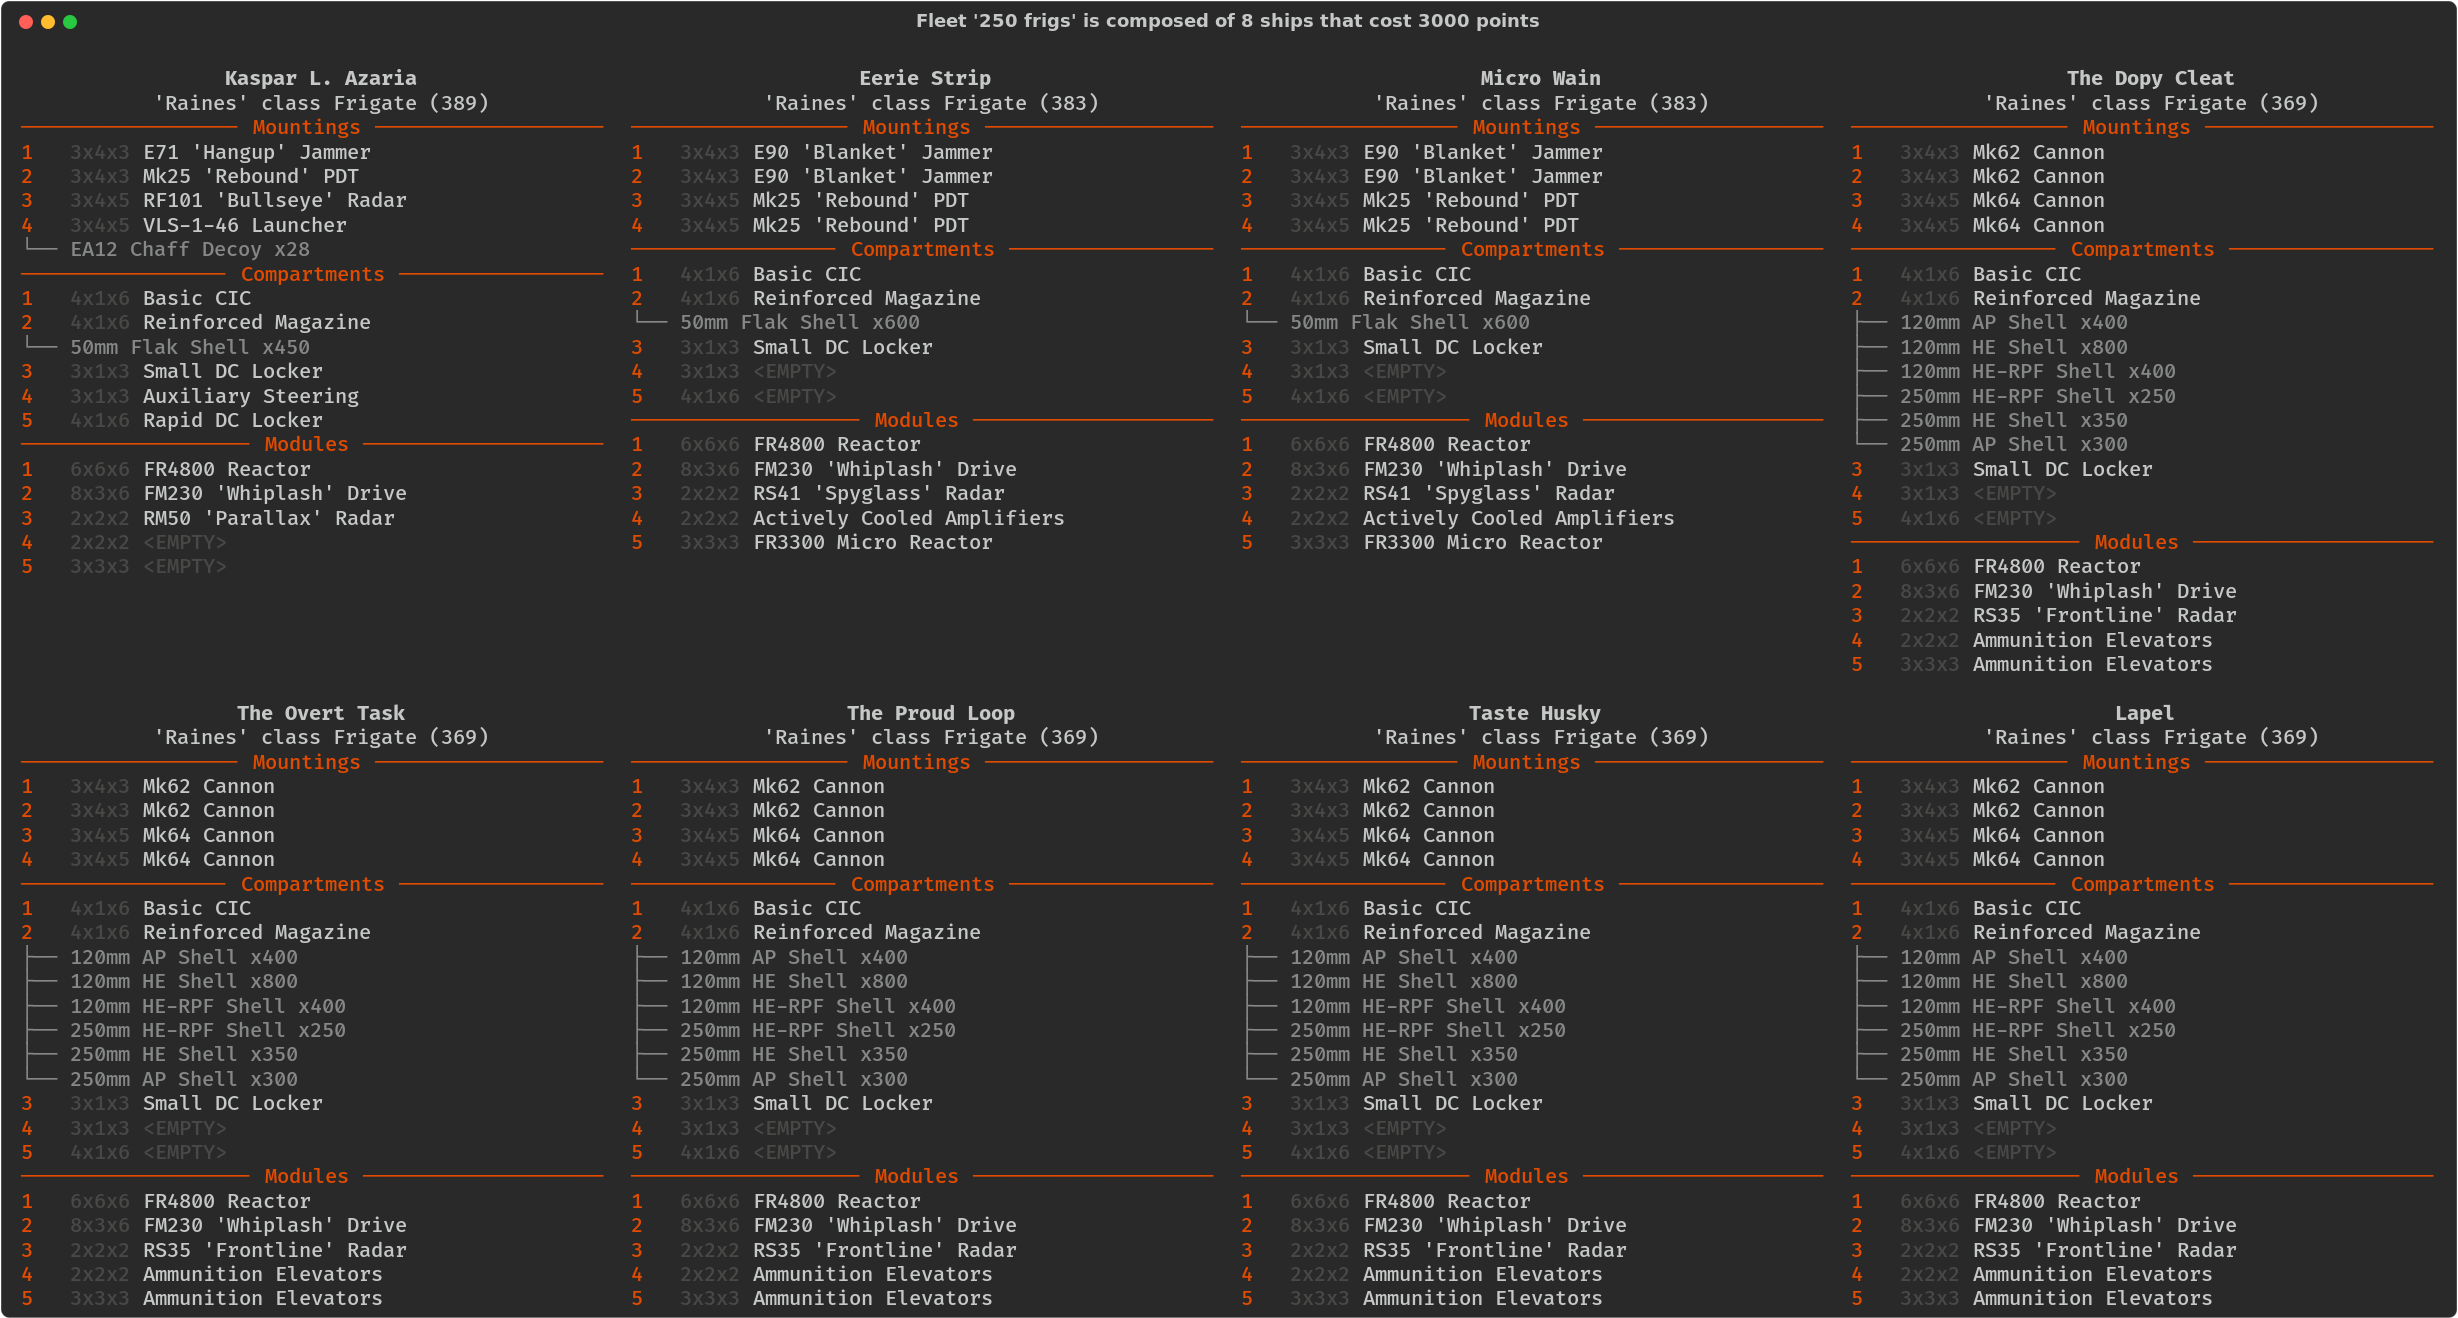 Fleet '250 frigs' is composed of 8 ships that cost 3000 points
Kaspar L. Azaria
'Raines' class Frigate (389)
Mountings
1 3x4x3 E71 'Hangup' Jammer
2 3x4x3 Mk25 'Rebound' PDT
3 3x4x5 RF101 'Bullseye' Radar
4 3x4x5 VLS-1-46 Launcher
EA12 Chaff Decoy x28
Compartments
1 4x1x6 Basic CIC
2 4x1x6 Reinforced Magazine
50mm Flak Shell x450
3 3x1x3 Small DC Locker
4 3x1x3 Auxiliary Steering
5 4x1x6 Rapid DC Locker
Modules
1 6x6x6 FR4800 Reactor
2 8x3x6 FM230 'Whiplash' Drive
3 2x2x2 RM50 'Parallax' Radar
4 2x2x2 <EMPTY>
5 3x3x3 <EMPTY>
Eerie Strip
'Raines' class Frigate (383)
Mountings
1 3x4x3 E90 'Blanket' Jammer
2 3x4x3 E90 'Blanket' Jammer
3 3x4x5 Mk25 'Rebound' PDT
4 3x4x5 Mk25 'Rebound' PDT
Compartments
1 4x1x6 Basic CIC
2 4x1x6 Reinforced Magazine
50mm Flak Shell x600
3 3x1x3 Small DC Locker
4 3x1x3 <EMPTY>
5 4x1x6 <EMPTY>
Modules
1 6x6x6 FR4800 Reactor
2 8x3x6 FM230 'Whiplash' Drive
3 2x2x2 RS41 'Spyglass' Radar
4 2x2x2 Actively Cooled Amplifiers
5 3x3x3 FR3300 Micro Reactor
Micro Wain
'Raines' class Frigate (383)
Mountings
1 3x4x3 E90 'Blanket' Jammer
2 3x4x3 E90 'Blanket' Jammer
3 3x4x5 Mk25 'Rebound' PDT
4 3x4x5 Mk25 'Rebound' PDT
Compartments
1 4x1x6 Basic CIC
2 4x1x6 Reinforced Magazine
50mm Flak Shell x600
3 3x1x3 Small DC Locker
4 3x1x3 <EMPTY>
5 4x1x6 <EMPTY>
Modules
1 6x6x6 FR4800 Reactor
2 8x3x6 FM230 'Whiplash' Drive
3 2x2x2 RS41 'Spyglass' Radar
4 2x2x2 Actively Cooled Amplifiers
5 3x3x3 FR3300 Micro Reactor
The Dopy Cleat
'Raines' class Frigate (369)
Mountings
1 3x4x3 Mk62 Cannon
2 3x4x3 Mk62 Cannon
3 3x4x5 Mk64 Cannon
4 3x4x5 Mk64 Cannon
Compartments
1 4x1x6 Basic CIC
2 4x1x6 Reinforced Magazine
120mm AP Shell x400
120mm HE Shell x800
120mm HE-RPF Shell x400
250mm HE-RPF Shell x250
250mm HE Shell x350
250mm AP Shell x300
3 3x1x3 Small DC Locker
4 3x1x3 <EMPTY>
5 4x1x6 <EMPTY>
Modules
1 6x6x6 FR4800 Reactor
2 8x3x6 FM230 'Whiplash' Drive
3 2x2x2 RS35 'Frontline' Radar
4 2x2x2 Ammunition Elevators
5 3x3x3 Ammunition Elevators
The Overt Task
'Raines' class Frigate (369)
Mountings
1 3x4x3 Mk62 Cannon
2 3x4x3 Mk62 Cannon
3 3x4x5 Mk64 Cannon
4 3x4x5 Mk64 Cannon
Compartments
1 4x1x6 Basic CIC
2 4x1x6 Reinforced Magazine
120mm AP Shell x400
120mm HE Shell x800
120mm HE-RPF Shell x400
250mm HE-RPF Shell x250
250mm HE Shell x350
250mm AP Shell x300
3 3x1x3 Small DC Locker
4 3x1x3 <EMPTY>
5 4x1x6 <EMPTY>
Modules
1 6x6x6 FR4800 Reactor
2 8x3x6 FM230 'Whiplash' Drive
3 2x2x2 RS35 'Frontline' Radar
4 2x2x2 Ammunition Elevators
5 3x3x3 Ammunition Elevators
The Proud Loop
'Raines' class Frigate (369)
Mountings
1 3x4x3 Mk62 Cannon
2 3x4x3 Mk62 Cannon
3 3x4x5 Mk64 Cannon
4 3x4x5 Mk64 Cannon
Compartments
1 4x1x6 Basic CIC
2 4x1x6 Reinforced Magazine
120mm AP Shell x400
120mm HE Shell x800
120mm HE-RPF Shell x400
250mm HE-RPF Shell x250
250mm HE Shell x350
250mm AP Shell x300
3 3x1x3 Small DC Locker
4 3x1x3 <EMPTY>
5 4x1x6 <EMPTY>
Modules
1 6x6x6 FR4800 Reactor
2 8x3x6 FM230 'Whiplash' Drive
3 2x2x2 RS35 'Frontline' Radar
4 2x2x2 Ammunition Elevators
5 3x3x3 Ammunition Elevators
Taste Husky
'Raines' class Frigate (369)
Mountings
1 3x4x3 Mk62 Cannon
2 3x4x3 Mk62 Cannon
3 3x4x5 Mk64 Cannon
4 3x4x5 Mk64 Cannon
Compartments
1 4x1x6 Basic CIC
2 4x1x6 Reinforced Magazine
120mm AP Shell x400
120mm HE Shell x800
120mm HE-RPF Shell x400
250mm HE-RPF Shell x250
250mm HE Shell x350
250mm AP Shell x300
3 3x1x3 Small DC Locker
4 3x1x3 <EMPTY>
5 4x1x6 <EMPTY>
Modules
1 6x6x6 FR4800 Reactor
2 8x3x6 FM230 'Whiplash' Drive
3 2x2x2 RS35 'Frontline' Radar
4 2x2x2 Ammunition Elevators
5 3x3x3 Ammunition Elevators
Lapel
'Raines' class Frigate (369)
Mountings
1 3x4x3 Mk62 Cannon
2 3x4x3 Mk62 Cannon
3 3x4x5 Mk64 Cannon
4 3x4x5 Mk64 Cannon
Compartments
1 4x1x6 Basic CIC
2 4x1x6 Reinforced Magazine
120mm AP Shell x400
120mm HE Shell x800
120mm HE-RPF Shell x400
250mm HE-RPF Shell x250
250mm HE Shell x350
250mm AP Shell x300
3 3x1x3 Small DC Locker
4 3x1x3 <EMPTY>
5 4x1x6 <EMPTY>
Modules
1 6x6x6 FR4800 Reactor
2 8x3x6 FM230 'Whiplash' Drive
3 2x2x2 RS35 'Frontline' Radar
4 2x2x2 Ammunition Elevators
5 3x3x3 Ammunition Elevators